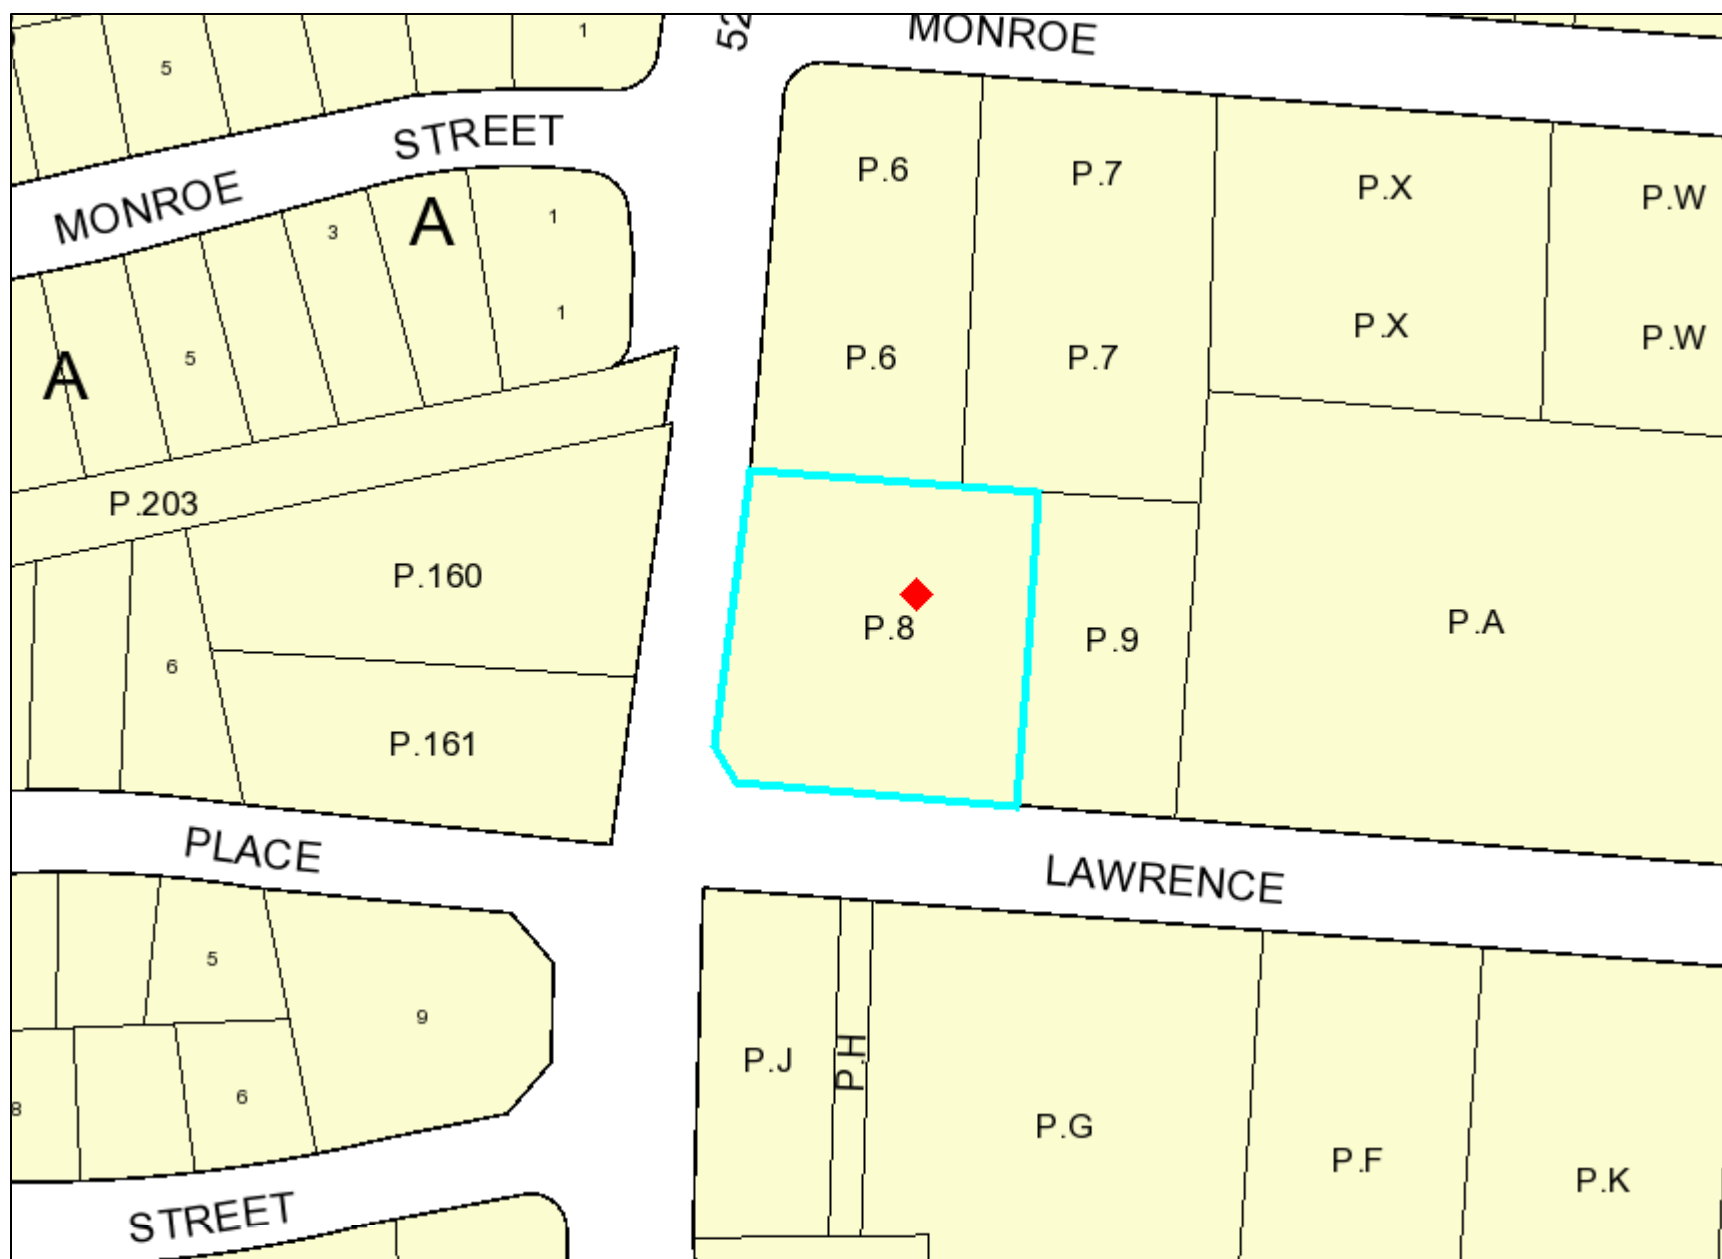 52
MONROE
1
5
STREET
MONROE
A
3
1
1
5
A
P.6
P.7
P.X
P.W
P.6
P.7
P.X
P.W
P.203
P.160
P.8
P.9
P.A
6
P.161
PLACE
LAWRENCE
5
9
6
8
P.J
P.H
P.G
P.F
P.K
STREET